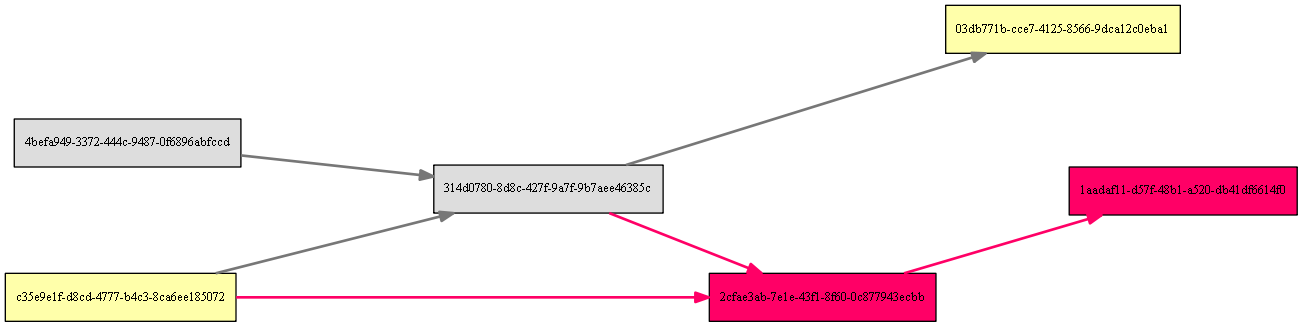 03db771b-cce7-4125-8566-9dca12c0eba1
4befa949-3372-444c-9487-0f6896abfccd
314d0780-8d8c-427f-9a7f-9b7aee46385c
1aadaf11-d57f-48b1-a520-db41df6614f0
c35e9e1f-d8cd-4777-b4c3-8ca6ee185072
2cfae3ab-7e1e-43f1-8f60-0c877943ecbb